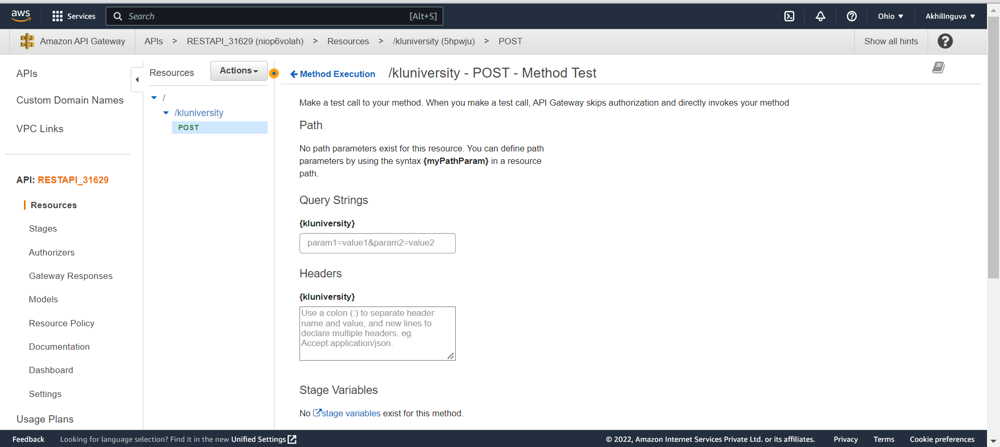 aws
Services
Search
[Alt+S]
Ohio ▼
AkhilInguva ▼
Amazon API Gateway
APIs > RESTAPI_31629 (niop6volah) > Resources > /kluniversity (5hpwju) > POST
Show all hints
APIs
Custom Domain Names
VPC Links
API: RESTAPI_31629
Resources
Stages
Authorizers
Gateway Responses
Models
Resource Policy
Documentation
Dashboard
Settings
Usage Plans
Resources
Actions
/
/kluniversity
POST
Method Execution
/kluniversity - POST - Method Test
Make a test call to your method. When you make a test call, API Gateway skips authorization and directly invokes your method
Path
No path parameters exist for this resource. You can define path
parameters by using the syntax {myPathParam} in a resource
path.
Query Strings
{kluniversity}
param1=value1&param2=value2
Headers
{kluniversity}
Use a colon (:) to separate header
name and value, and new lines to
declare multiple headers. eg.
Accept:application/json.
Stage Variables
No stage variables exist for this method.
Feedback
Looking for language selection? Find it in the new Unified Settings
© 2022, Amazon Internet Services Private Ltd. or its affiliates.
Privacy
Terms
Cookie preferences